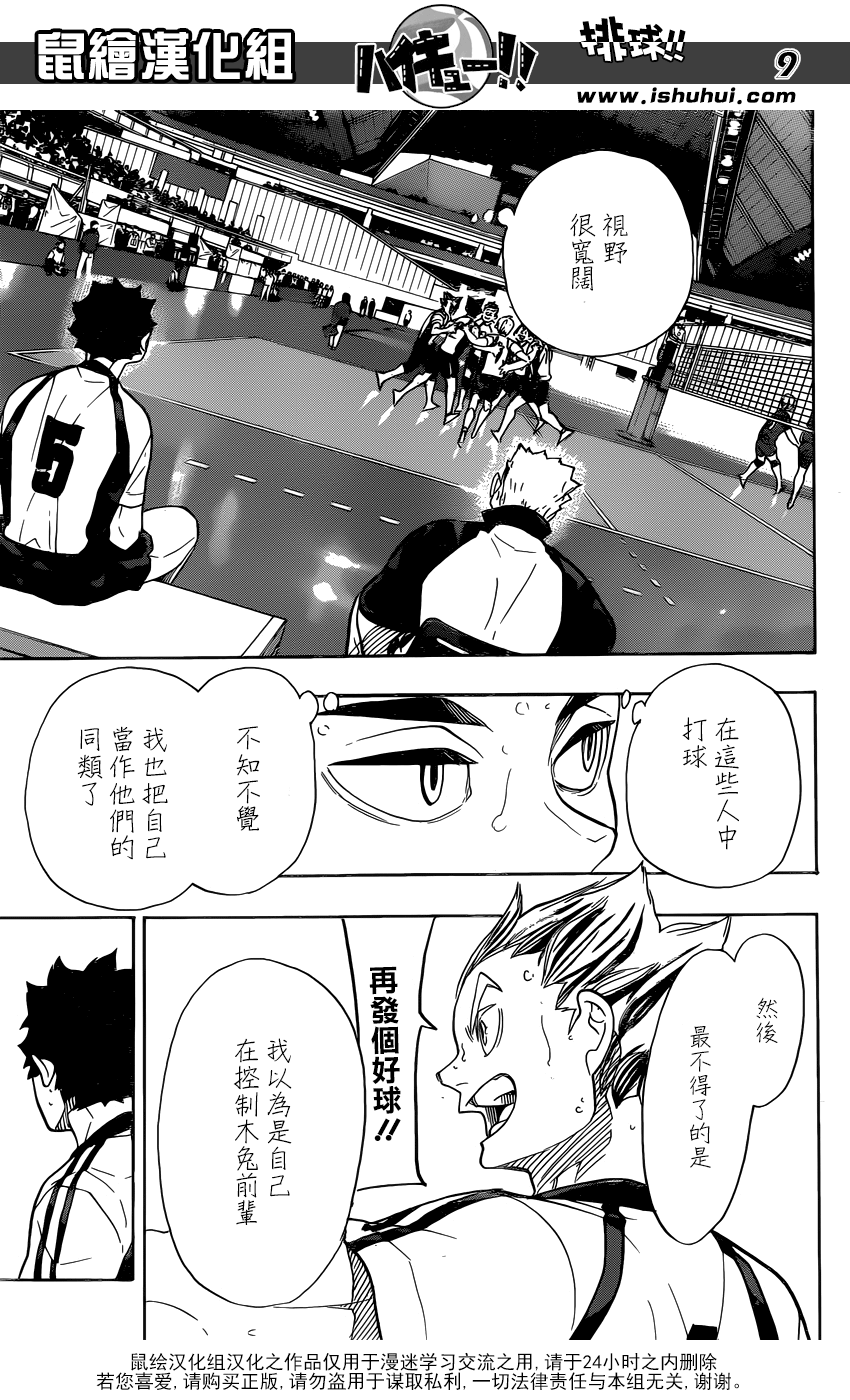 鼠繪漢化組
ハイキュー!!
排球!!
9
www.ishuhui.com
視野
很寬闊
5
在這些人中
打球
不知不覺
我也把自己
當作他們的
同類了
然後
最不得了的是
再發個好球!!
我以為是自己
在控制木兔前輩
鼠绘汉化组汉化之作品仅用于漫迷学习交流之用,请于24小时之内删除
若您喜爱,请购买正版,请勿盗用于谋取私利,一切法律责任与本组无关,谢谢。